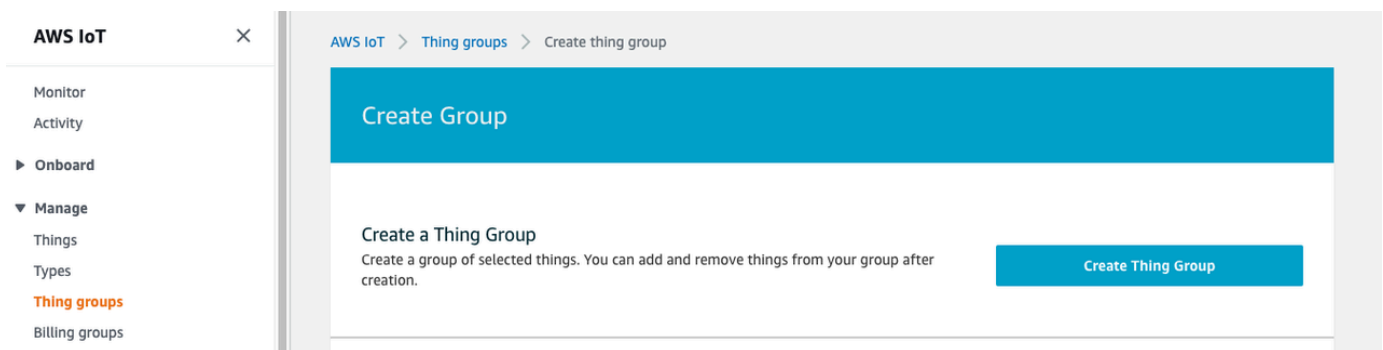 AWS IoT
Monitor
Activity
Onboard
Manage
Things
Types
Thing groups
Billing groups
AWS IoT > Thing groups > Create thing group
Create Group
Create a Thing Group
Create a group of selected things. You can add and remove things from your group after
creation.
Create Thing Group